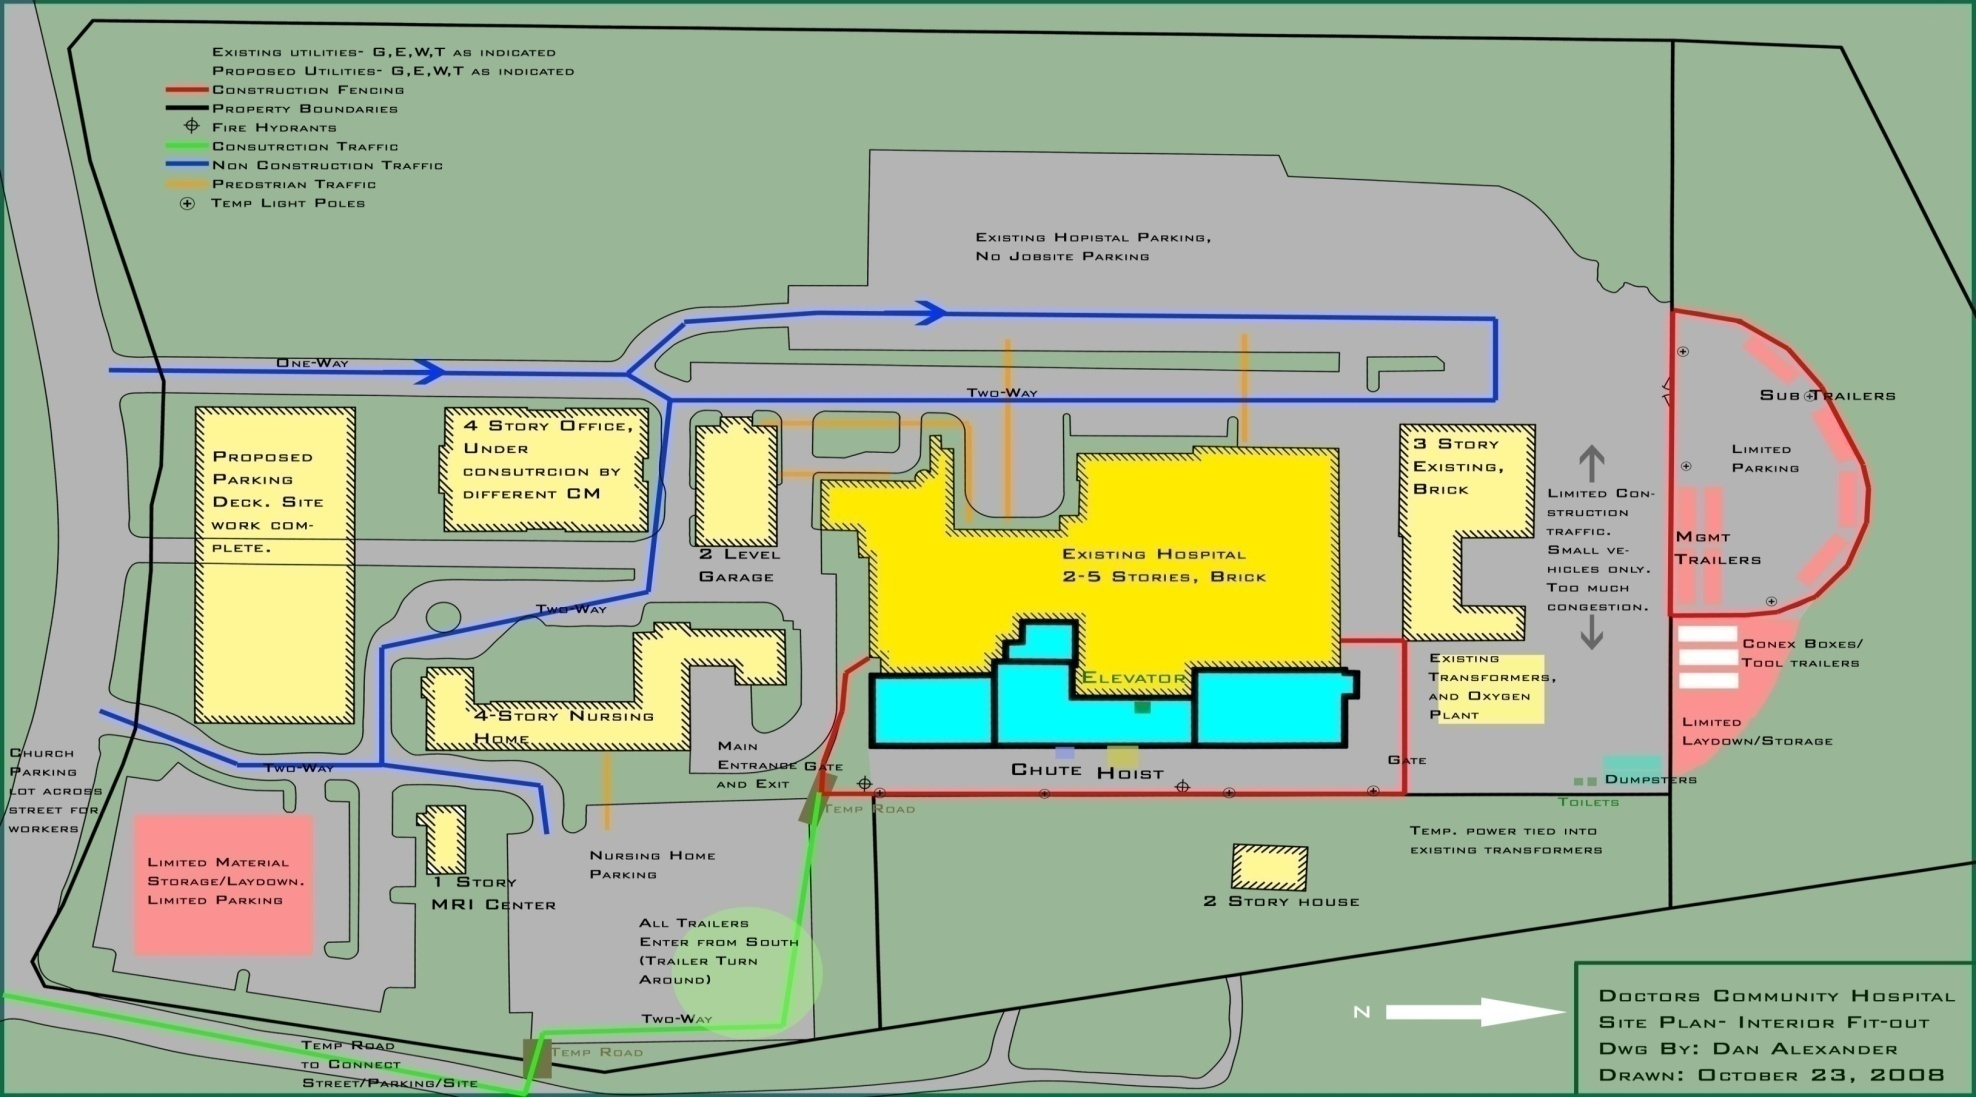 Existing utilities- G,E,W,T as indicated
Proposed Utilities- G,E,W,T as indicated
Construction Fencing
Property Boundaries
Fire Hydrants
Consutrction Traffic
Non Construction Traffic
Predstrian Traffic
Temp Light Poles
Existing Hopistal Parking,
No Jobsite Parking
One-Way
Two-Way
Sub Trailers
Limited
Parking
Mgmt
Trailers
Proposed
Parking
Deck. Site
work com-
plete.
4 Story Office,
Under
consutrcion by
different CM
2 Level
Garage
Existing Hospital
2-5 Stories, Brick
3 Story
Existing,
Brick
Limited Con-
struction
traffic.
Small ve-
hicles only.
Too much
congestion.
Two-Way
Conex Boxes/
Tool trailers
Existing
Transformers,
and Oxygen
Plant
Elevator
4-Story Nursing
Home
Limited
Laydown/Storage
Main
Entrance Gate
and Exit
Chute
Hoist
Gate
Dumpsters
Toilets
Church
Parking
lot across
street for
workers
Two-Way
Temp Road
Temp. power tied into
existing transformers
Limited Material
Storage/Laydown.
Limited Parking
1 Story
MRI Center
Nursing Home
Parking
2 Story house
All Trailers
Enter from South
(Trailer Turn
Around)
Two-Way
Temp Road
Temp Road
to Connect
Street/Parking/Site
N
Doctors Community Hospital
Site Plan- Interior Fit-out
Dwg By: Dan Alexander
Drawn: October 23, 2008